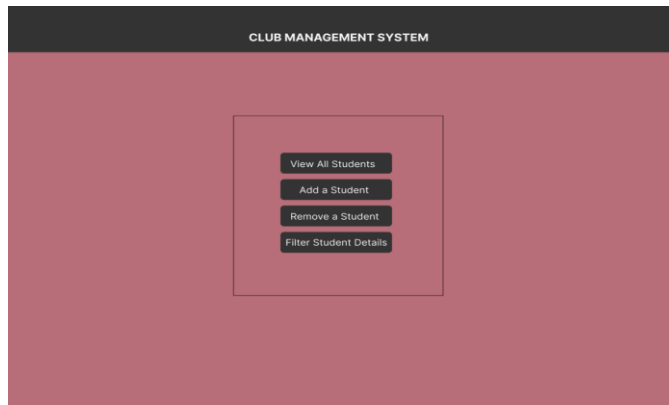 CLUB MANAGEMENT SYSTEM
View All Students
Add a Student
Remove a Student
Filter Student Details